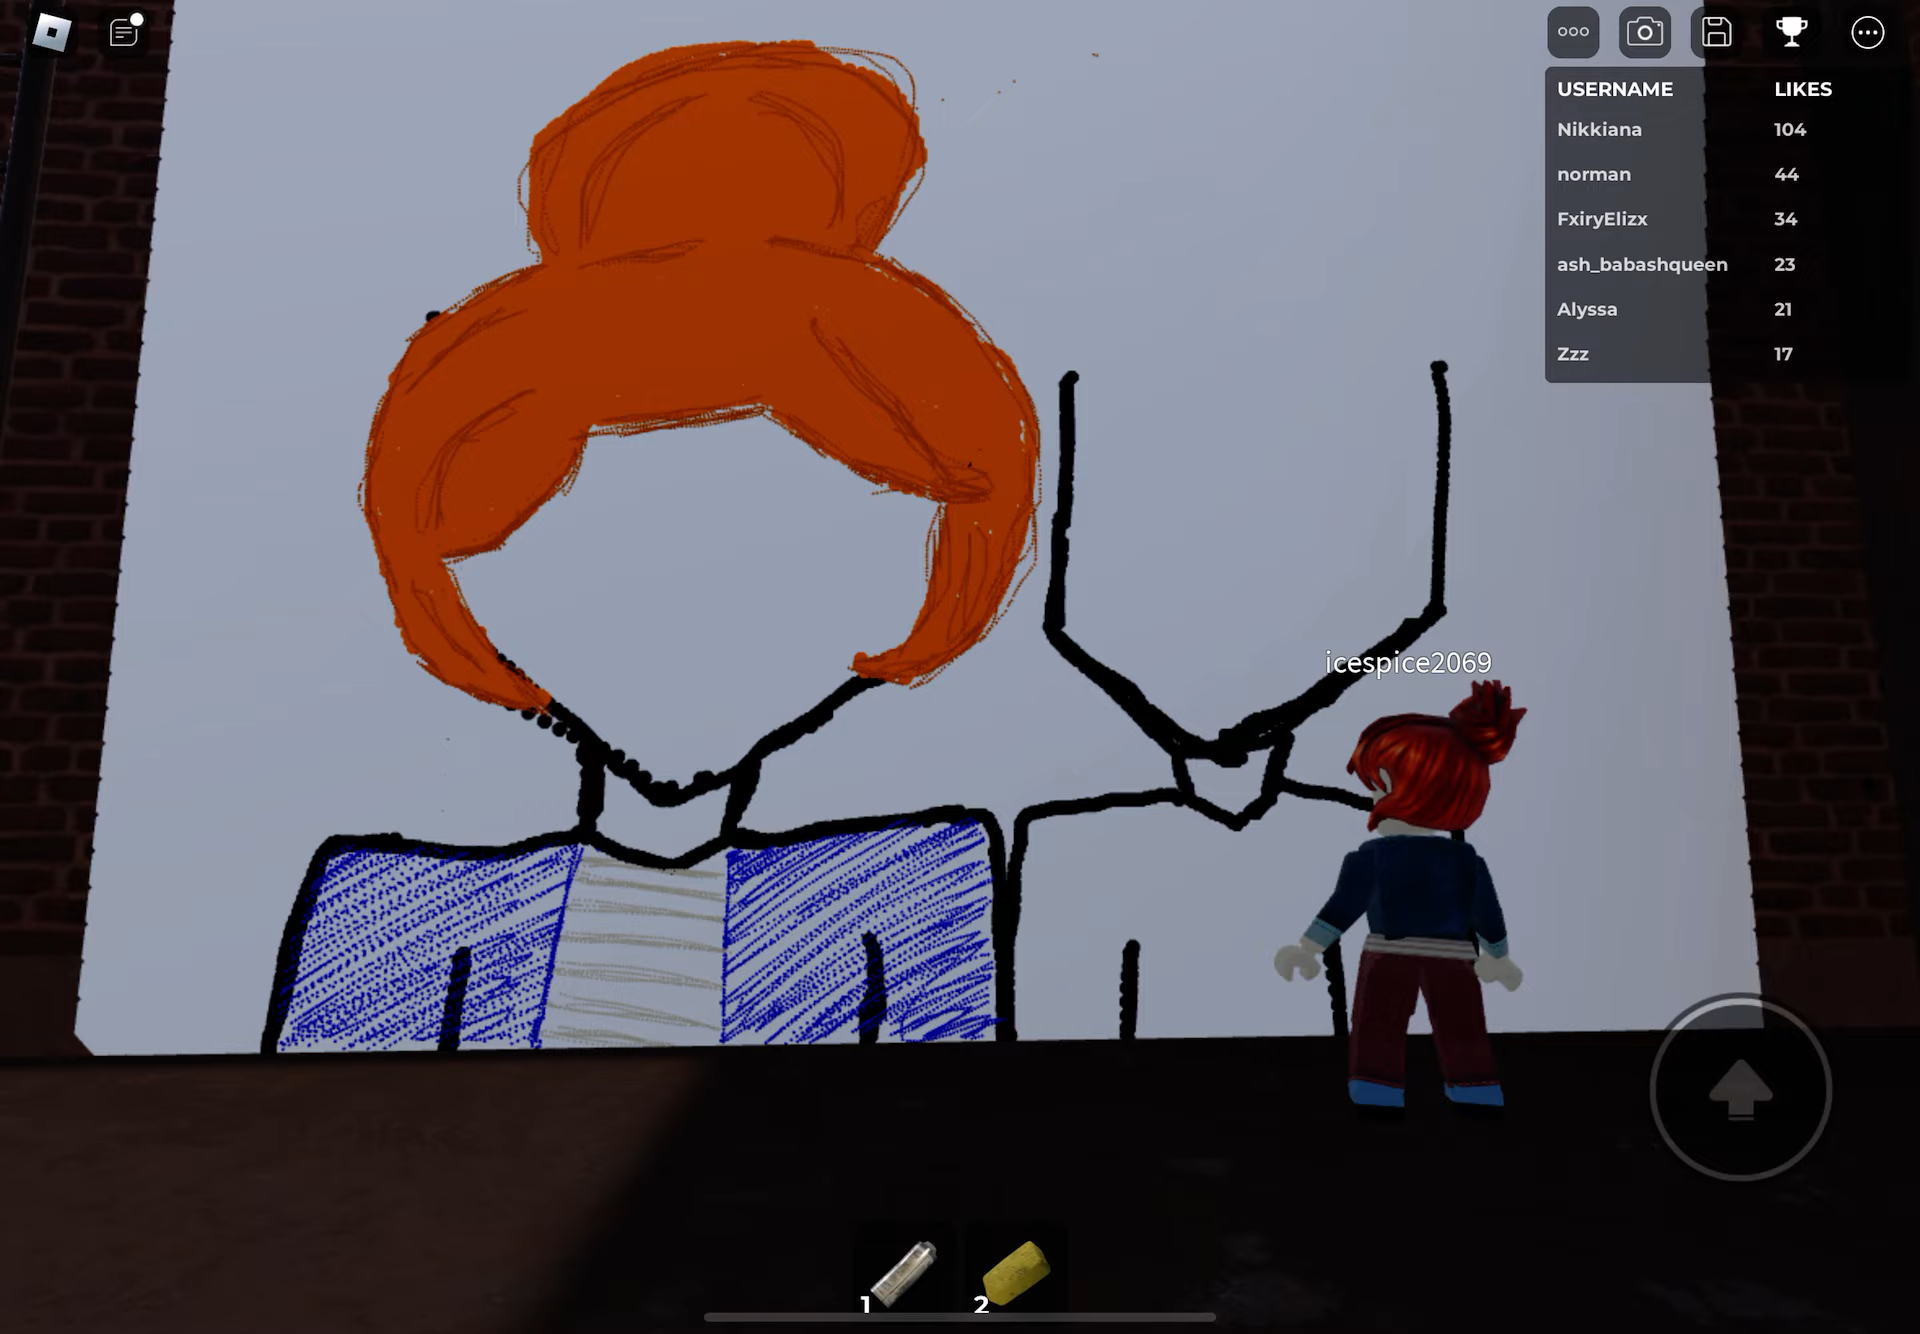 USERNAME LIKES
Nikkiana 104
norman 44
FxiryElizx 34
ash_babashqueen 23
Alyssa 21
Zzz 17
icespice2069
1 2